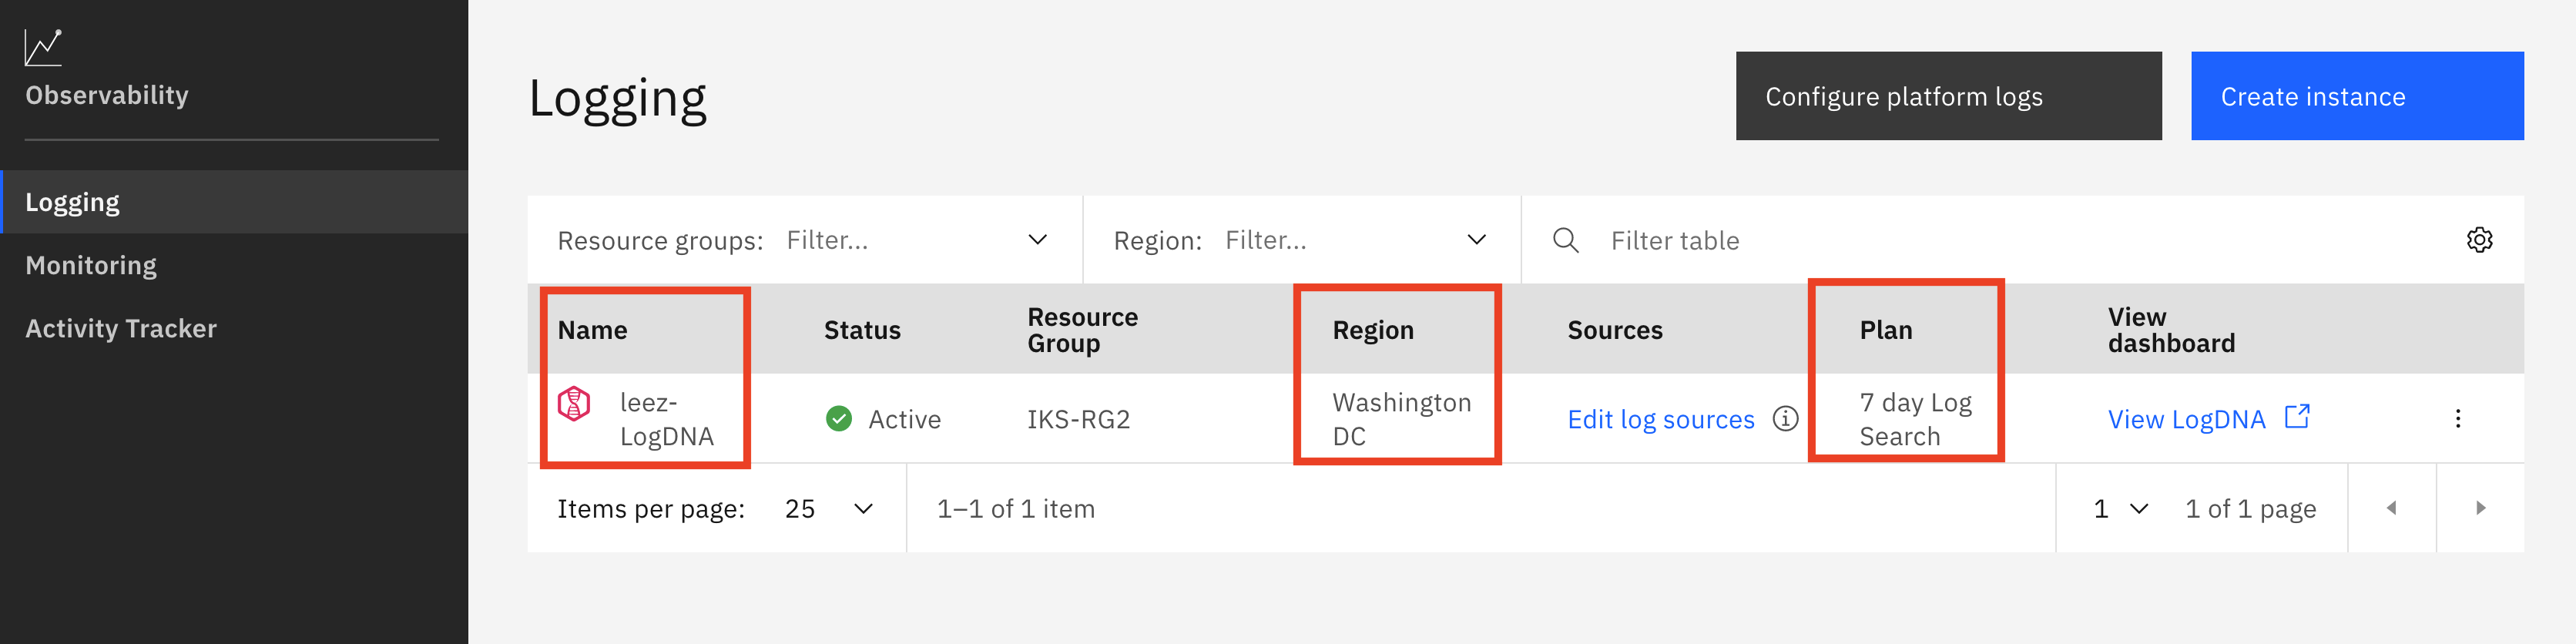 Observability
Logging
Monitoring
Activity Tracker
Logging
Configure platform logs
Create instance
Resource groups: Filter...
Region: Filter...
Filter table
Name
Status
Resource
Group
Region
Sources
Plan
View
dashboard
leez-
LogDNA
Active
IKS-RG2
Washington
DC
Edit log sources
7 day Log
Search
View LogDNA
Items per page: 25
1–1 of 1 item
1
1 of 1 page